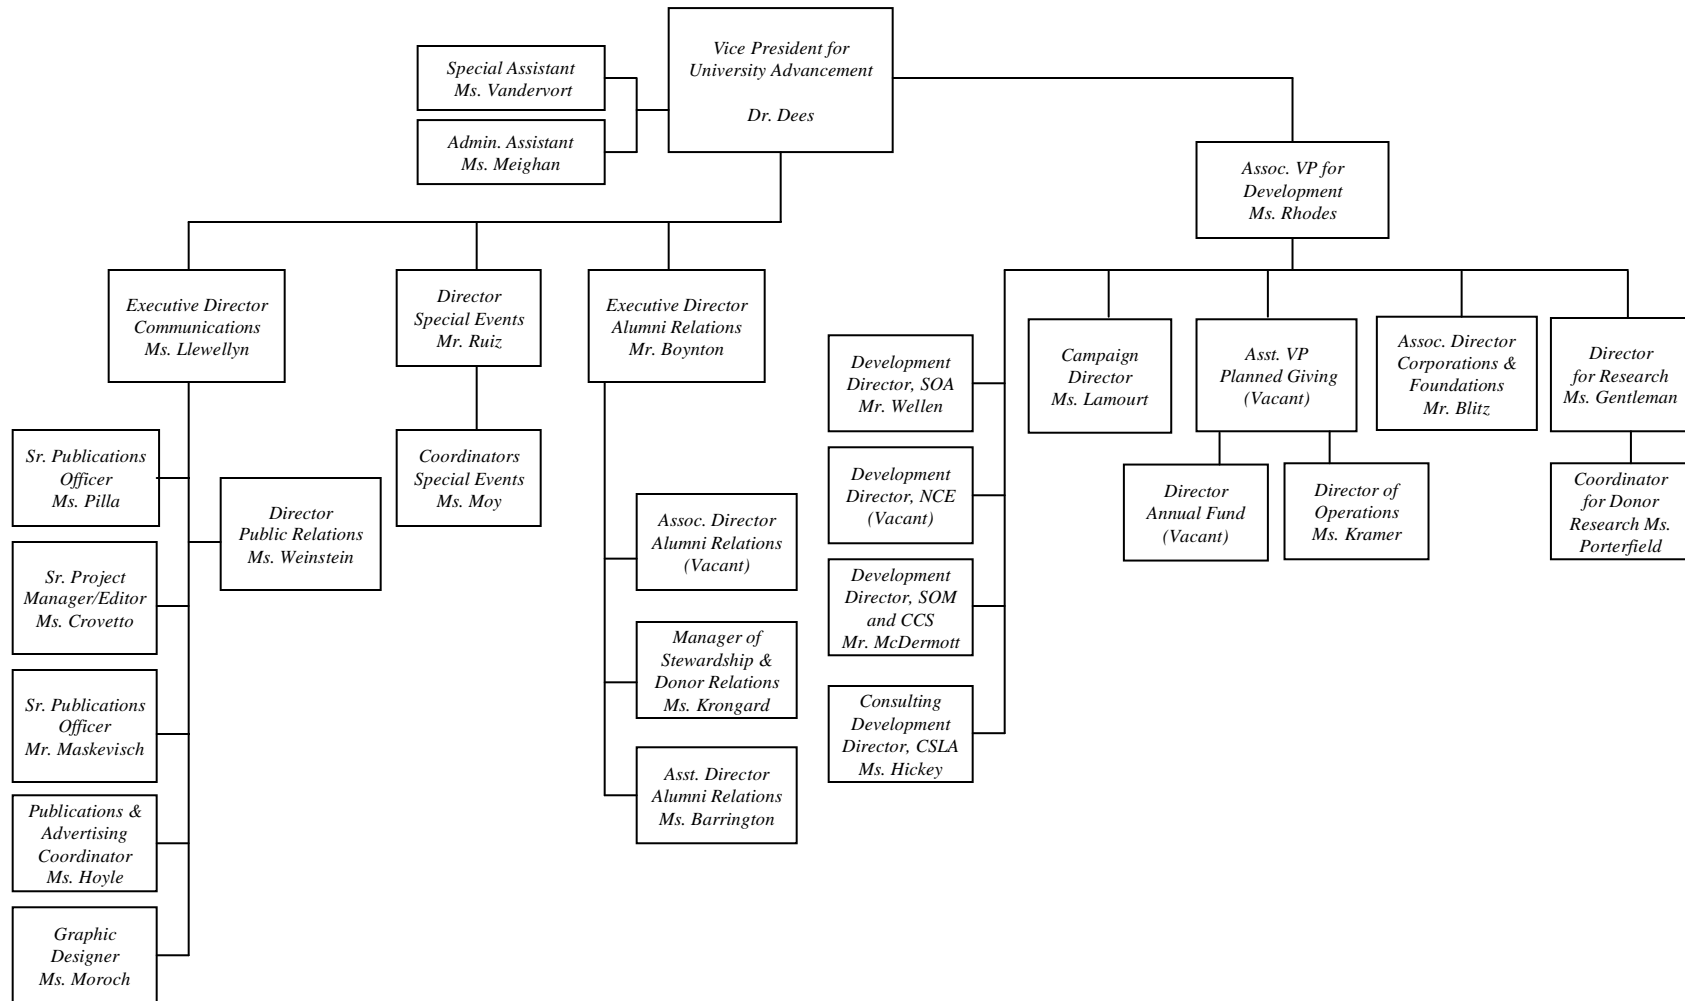 Vice President for
University Advancement
Dr. Dees
Special Assistant
Ms. Vandervort
Admin. Assistant
Ms. Meighan
Assoc. VP for
Development
Ms. Rhodes
Executive Director
Communications
Ms. Llewellyn
Director
Special Events
Mr. Ruiz
Executive Director
Alumni Relations
Mr. Boynton
Development
Director, SOA
Mr. Wellen
Campaign
Director
Ms. Lamourt
Asst. VP
Planned Giving
(Vacant)
Assoc. Director
Corporations &
Foundations
Mr. Blitz
Director
for Research
Ms. Gentleman
Sr. Publications
Officer
Ms. Pilla
Director
Public Relations
Ms. Weinstein
Coordinators
Special Events
Ms. Moy
Assoc. Director
Alumni Relations
(Vacant)
Development
Director, NCE
(Vacant)
Director
Annual Fund
(Vacant)
Director of
Operations
Ms. Kramer
Coordinator
for Donor
Research Ms.
Porterfield
Sr. Project
Manager/Editor
Ms. Crovetto
Manager of
Stewardship &
Donor Relations
Ms. Krongard
Development
Director, SOM
and CCS
Mr. McDermott
Sr. Publications
Officer
Mr. Maskevisch
Asst. Director
Alumni Relations
Ms. Barrington
Consulting
Development
Director, CSLA
Ms. Hickey
Publications &
Advertising
Coordinator
Ms. Hoyle
Graphic
Designer
Ms. Moroch